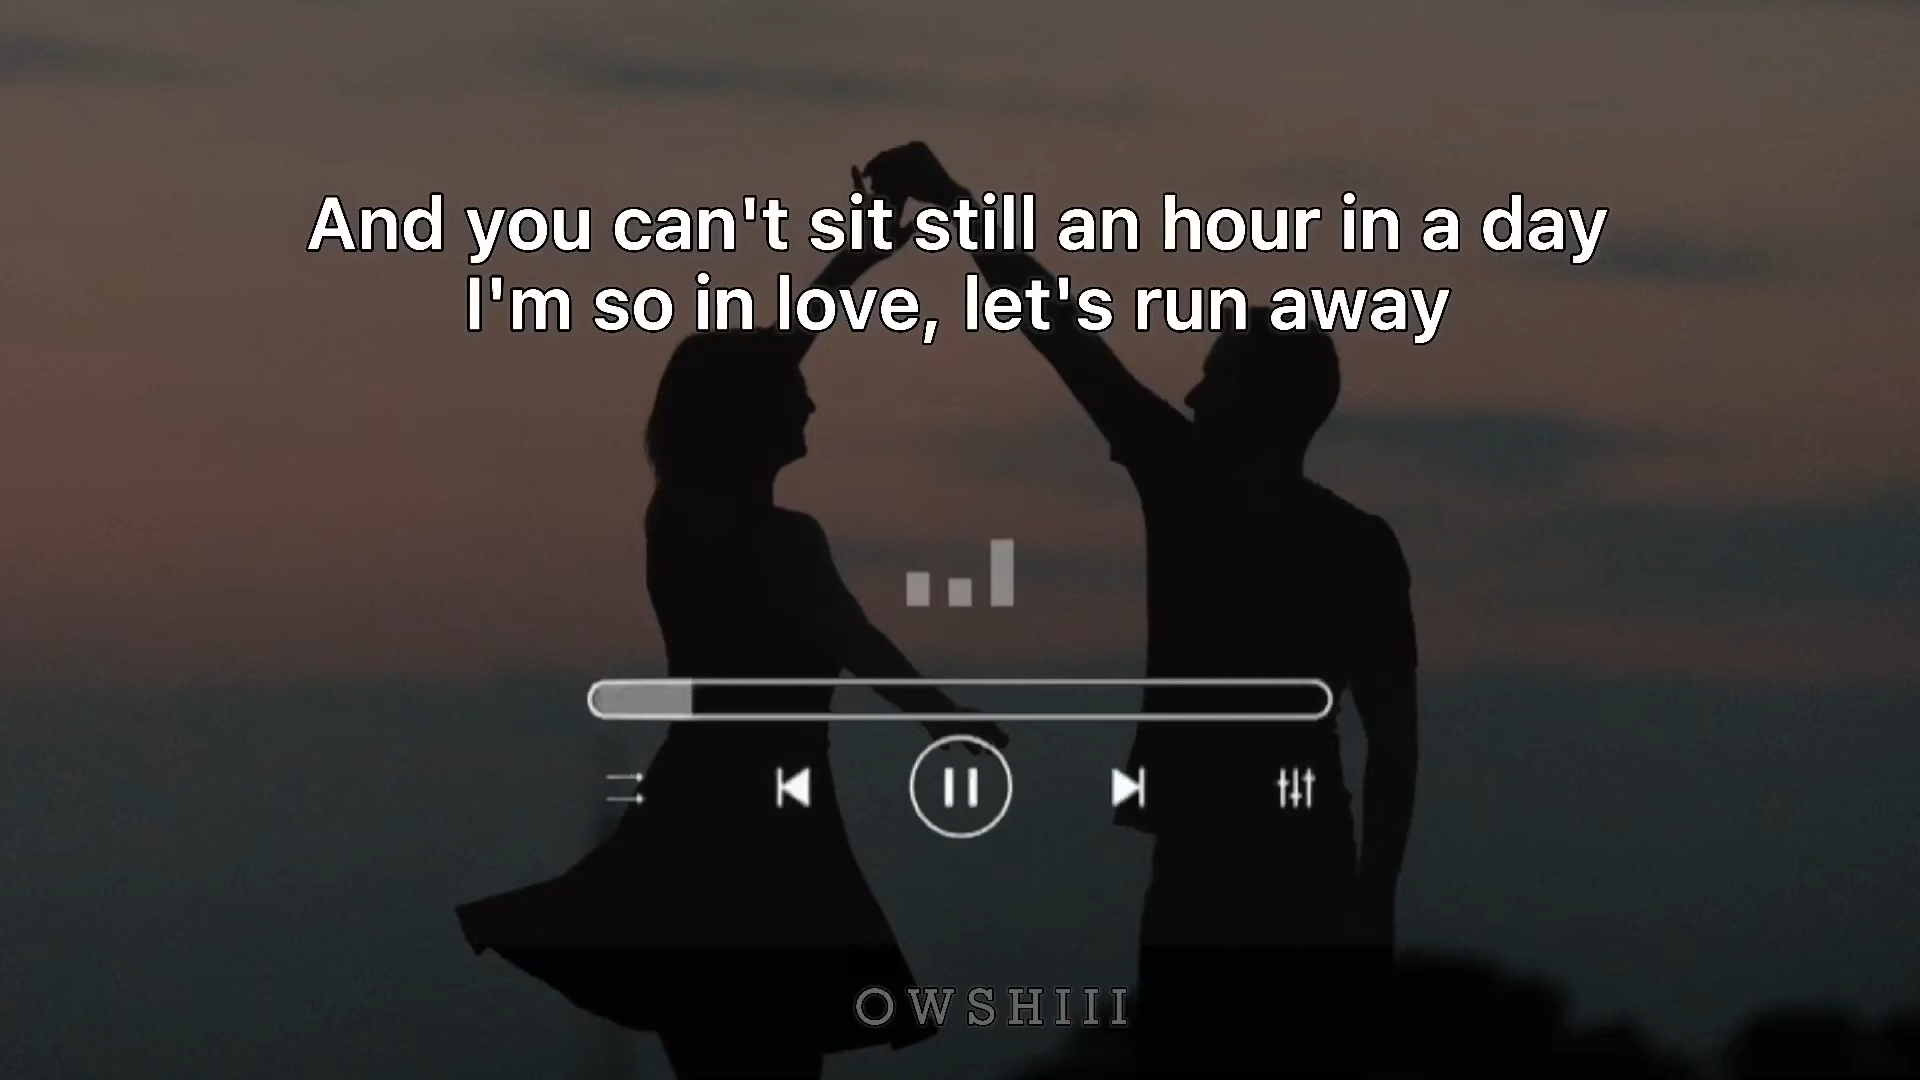 And you can't sit still an hour in a day
I'm so in love, let's run away
OWSHIII